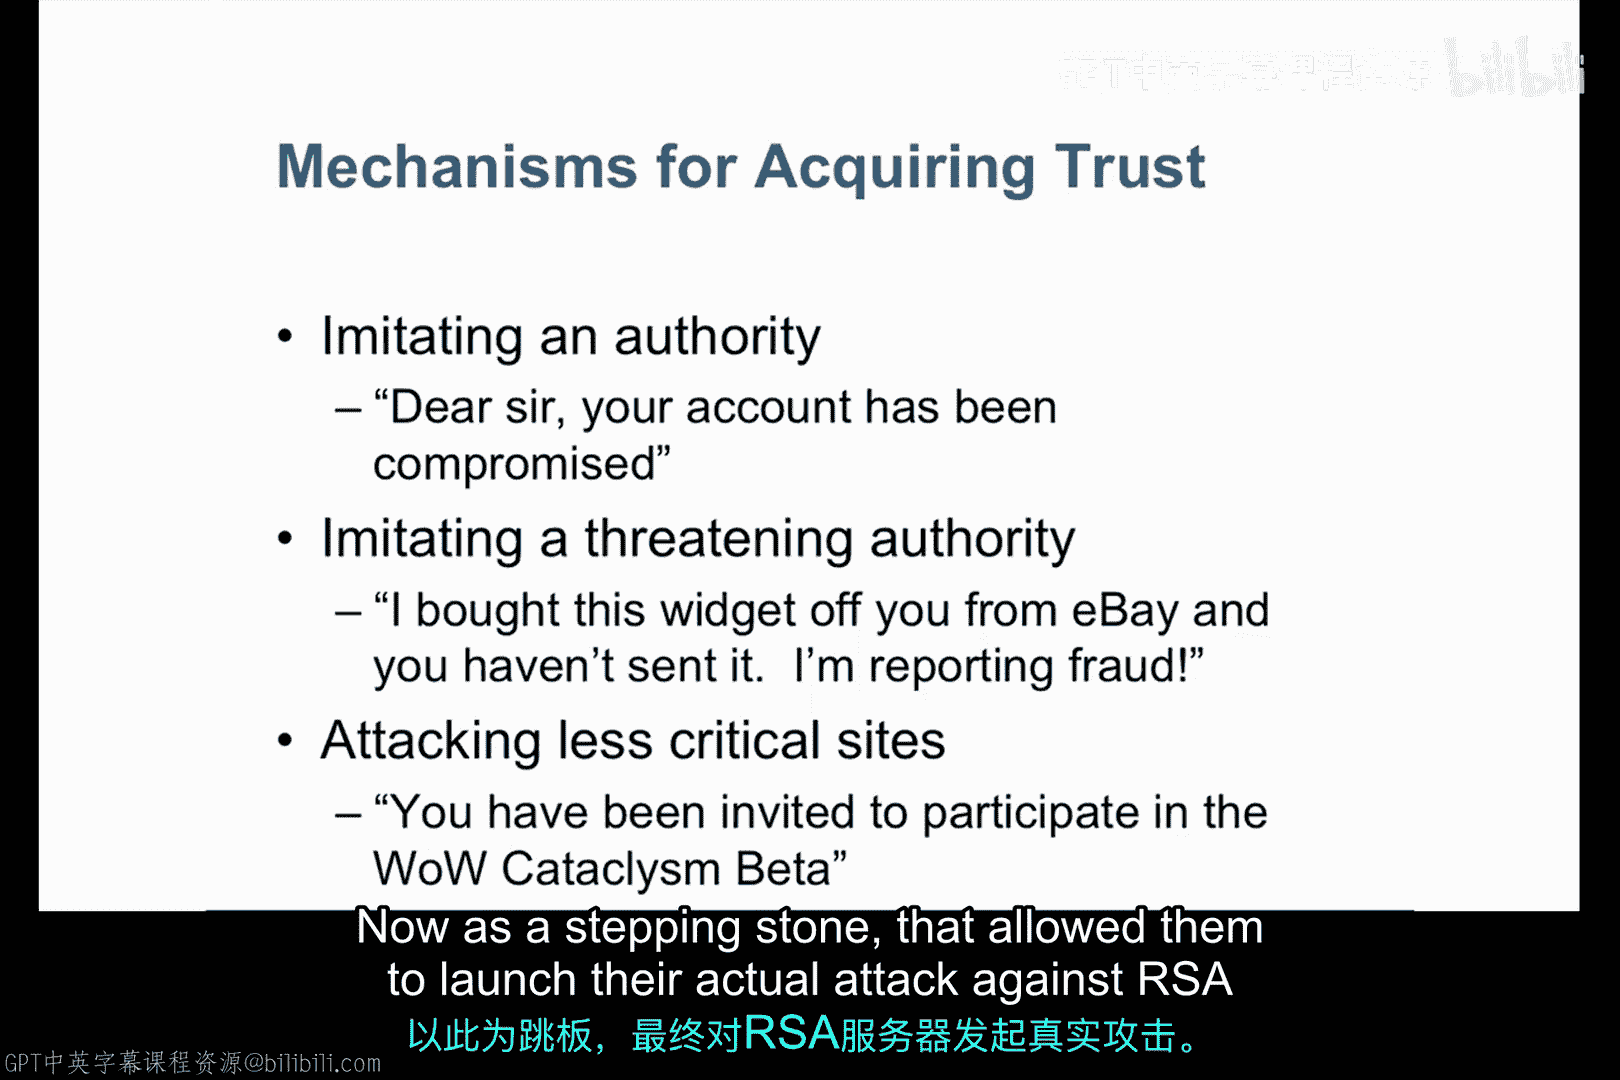 bilibili
Mechanisms for Acquiring Trust
• Imitating an authority
– “Dear sir, your account has been
compromised”
• Imitating a threatening authority
– “I bought this widget off you from eBay and
you haven’t sent it. I’m reporting fraud!”
• Attacking less critical sites
– “You have been invited to participate in the
WoW Cataclysm Beta”
Now as a stepping stone, that allowed them
to launch their actual attack against RSA
以此为跳板，最终对RSA服务器发起真实攻击。
GPT中英字幕课程资源@bilibili.com